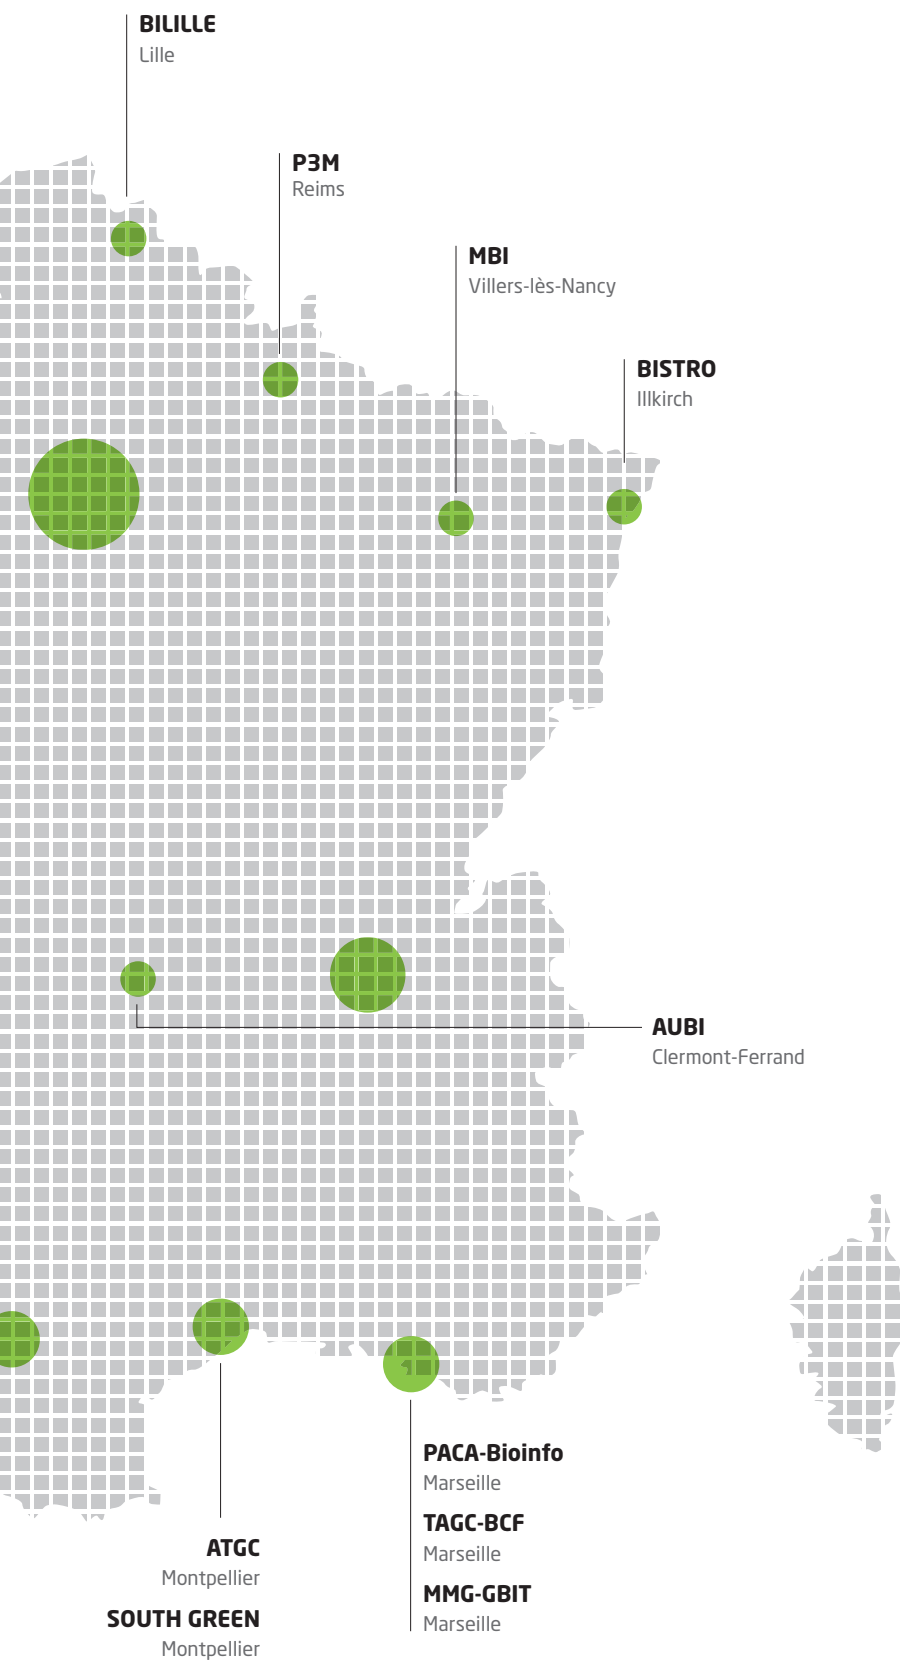 BILILLE
Lille
P3M
Reims
MBI
Villers-lès-Nancy
BISTRO
Illkirch
AUBI
Clermont-Ferrand
PACA-Bioinfo
Marseille
TAGC-BCF
Marseille
MMG-GBIT
Marseille
ATGC
Montpellier
SOUTH GREEN
Montpellier